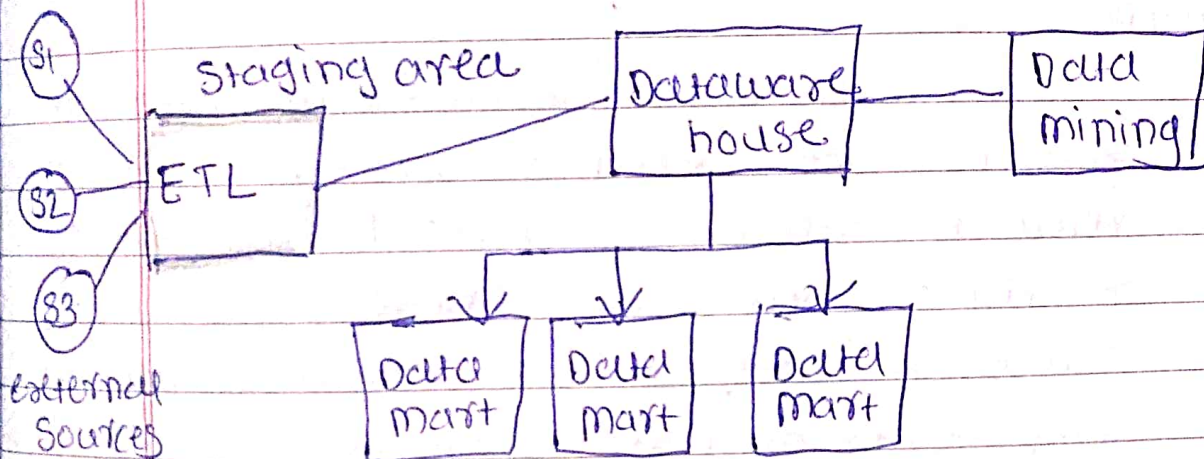 S1
Staging area
Dataware
house
Data
mining
ETL
S2
S3
external
sources
Data
mart
Data
mart
Data
mart